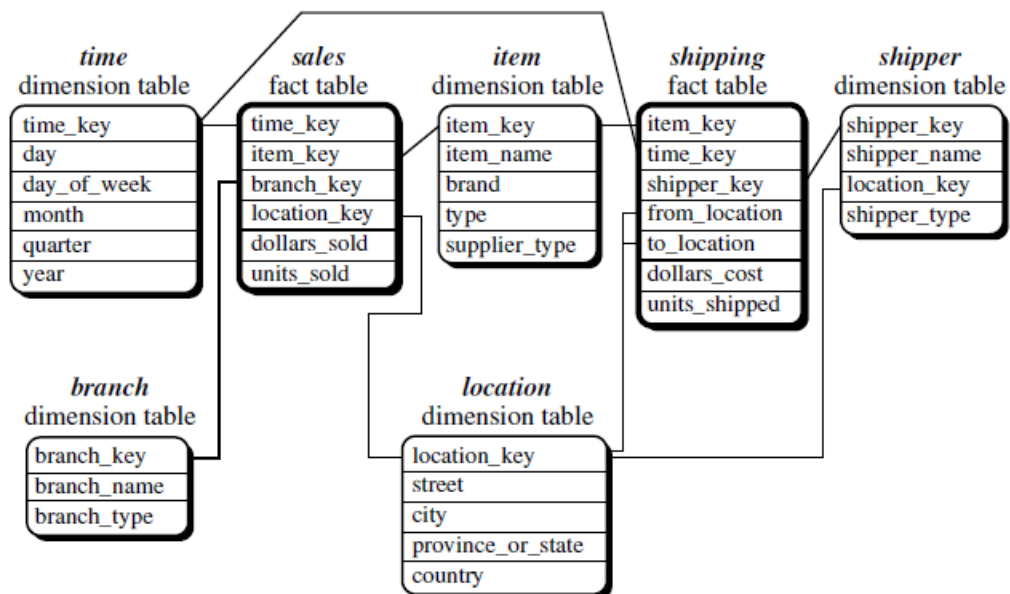 time
dimension table
time_key
day
day_of_week
month
quarter
year
sales
fact table
time_key
item_key
branch_key
location_key
dollars_sold
units_sold
item
dimension table
item_key
item_name
brand
type
supplier_type
shipping
fact table
item_key
time_key
shipper_key
from_location
to_location
dollars_cost
units_shipped
shipper
dimension table
shipper_key
shipper_name
location_key
shipper_type
branch
dimension table
branch_key
branch_name
branch_type
location
dimension table
location_key
street
city
province_or_state
country